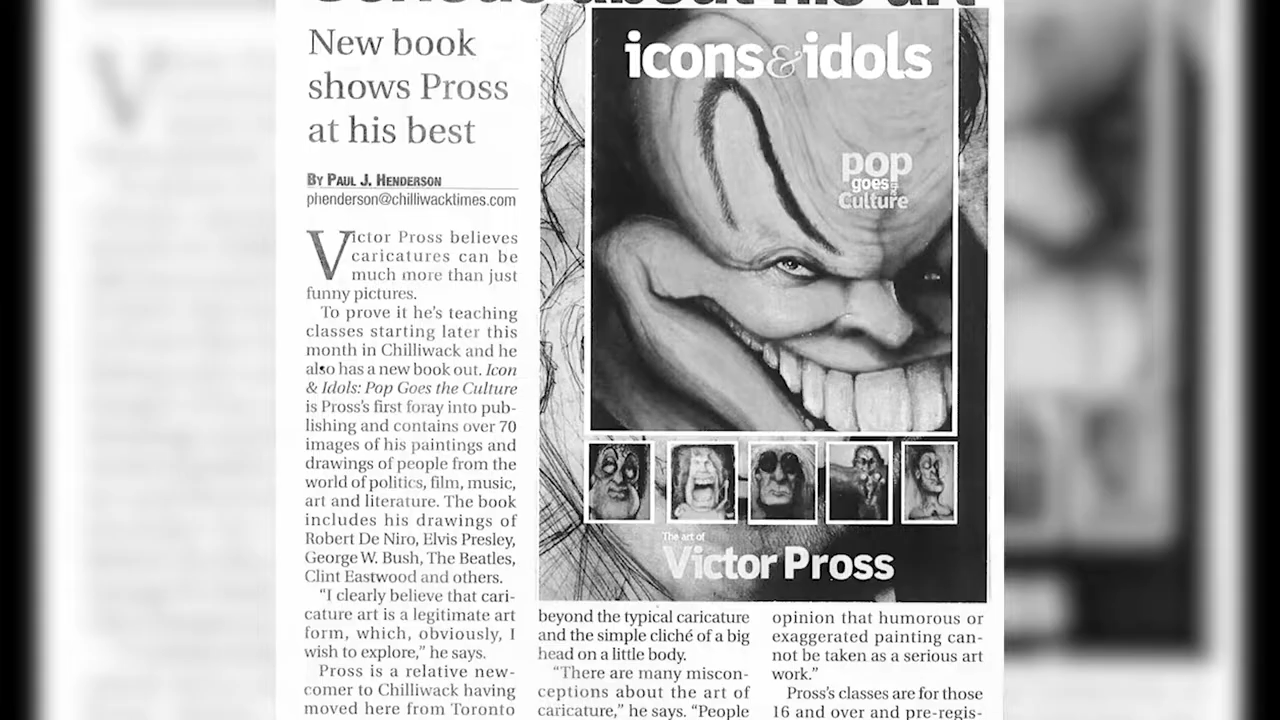 Serious about his art
New book
shows Pross
at his best
BY PAUL J. HENDERSON
phenderson@chilliwacktimes.com
Victor Pross believes
caricatures can be
much more than just
funny pictures.
To prove it he's teaching
classes starting later this
month in Chilliwack and he
also has a new book out. Icon
& Idols: Pop Goes the Culture
is Pross's first foray into pub-
lishing and contains over 70
images of his paintings and
drawings of people from the
world of politics, film, music,
art and literature. The book
includes his drawings of
Robert De Niro, Elvis Presley,
George W. Bush, The Beatles,
Clint Eastwood and others.
"I clearly believe that cari-
cature art is a legitimate art
form, which, obviously, I
wish to explore," he says.
Pross is a relative new-
comer to Chilliwack having
moved here from Toronto
icons&idols
pop
goes the
Culture
The art of
Victor Pross
beyond the typical caricature
and the simple cliché of a big
head on a little body.
"There are many miscon-
ceptions about the art of
caricature," he says. "People
opinion that humorous or
exaggerated painting can-
not be taken as a serious art
work."
Pross's classes are for those
16 and over and pre-regis-